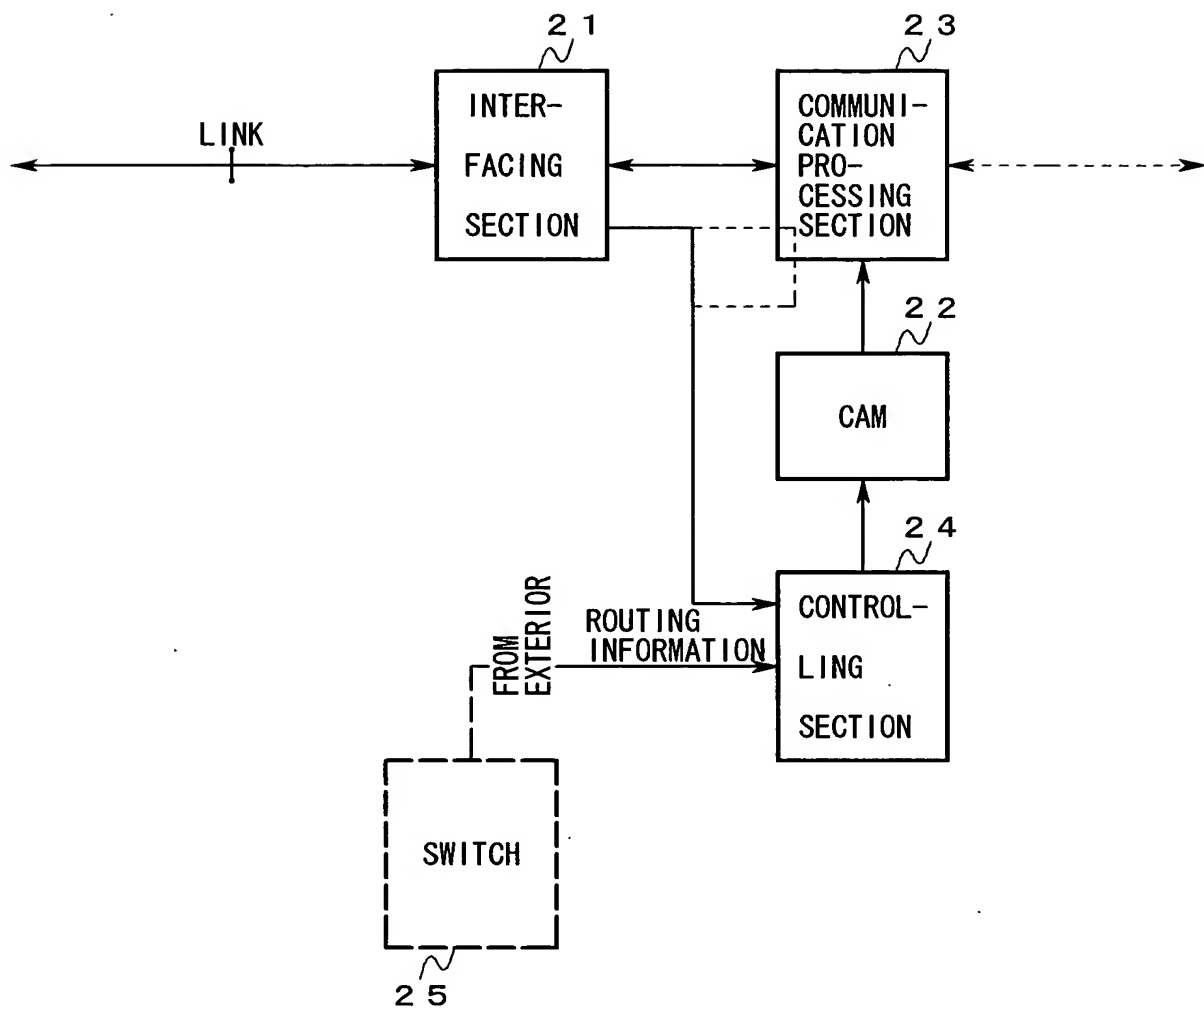 21
23
LINK
INTER-
FACING
SECTION
COMMUNI-
CATION
PRO-
CESSING
SECTION
22
CAM
24
FROM
EXTERIOR
ROUTING
INFORMATION
CONTROL-
LING
SECTION
SWITCH
25